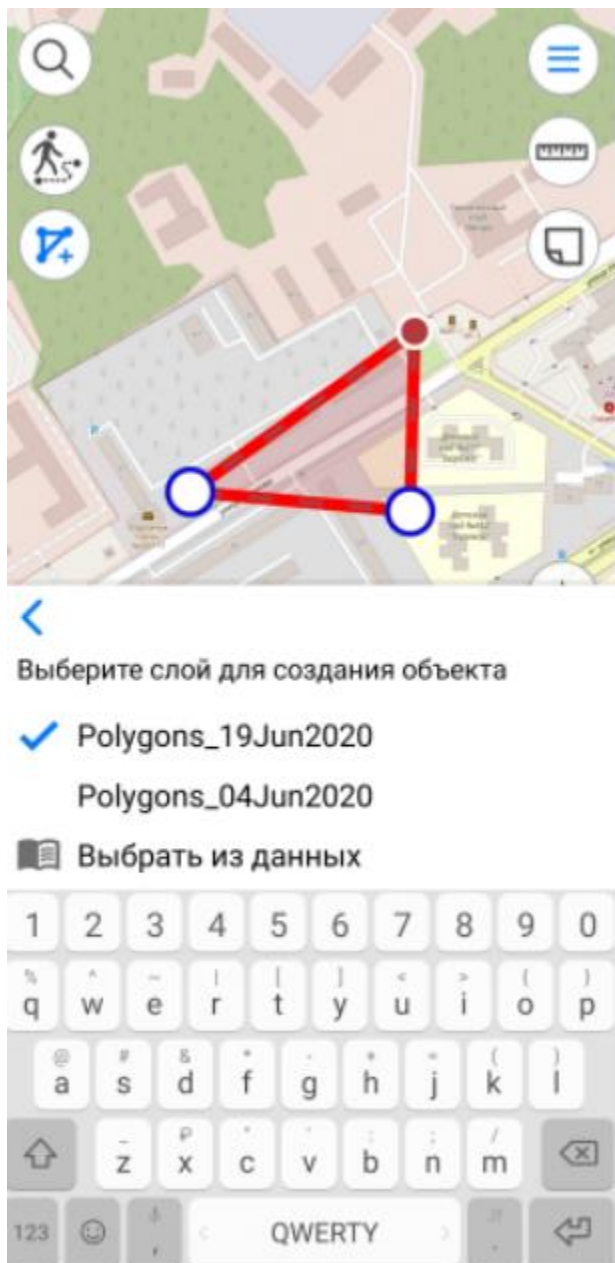 Выберите слой для создания объекта
Polygons_19Jun2020
Polygons_04Jun2020
Выбрать из данных
1 2 3 4 5 6 7 8 9 0
% ^ ~ | [ ] < > { }
q w e r t y u i o p
@ # & * - + = ( )
a s d f g h j k l
_ ₽ " ' : ; /
z x c v b n m
123 , QWERTY .